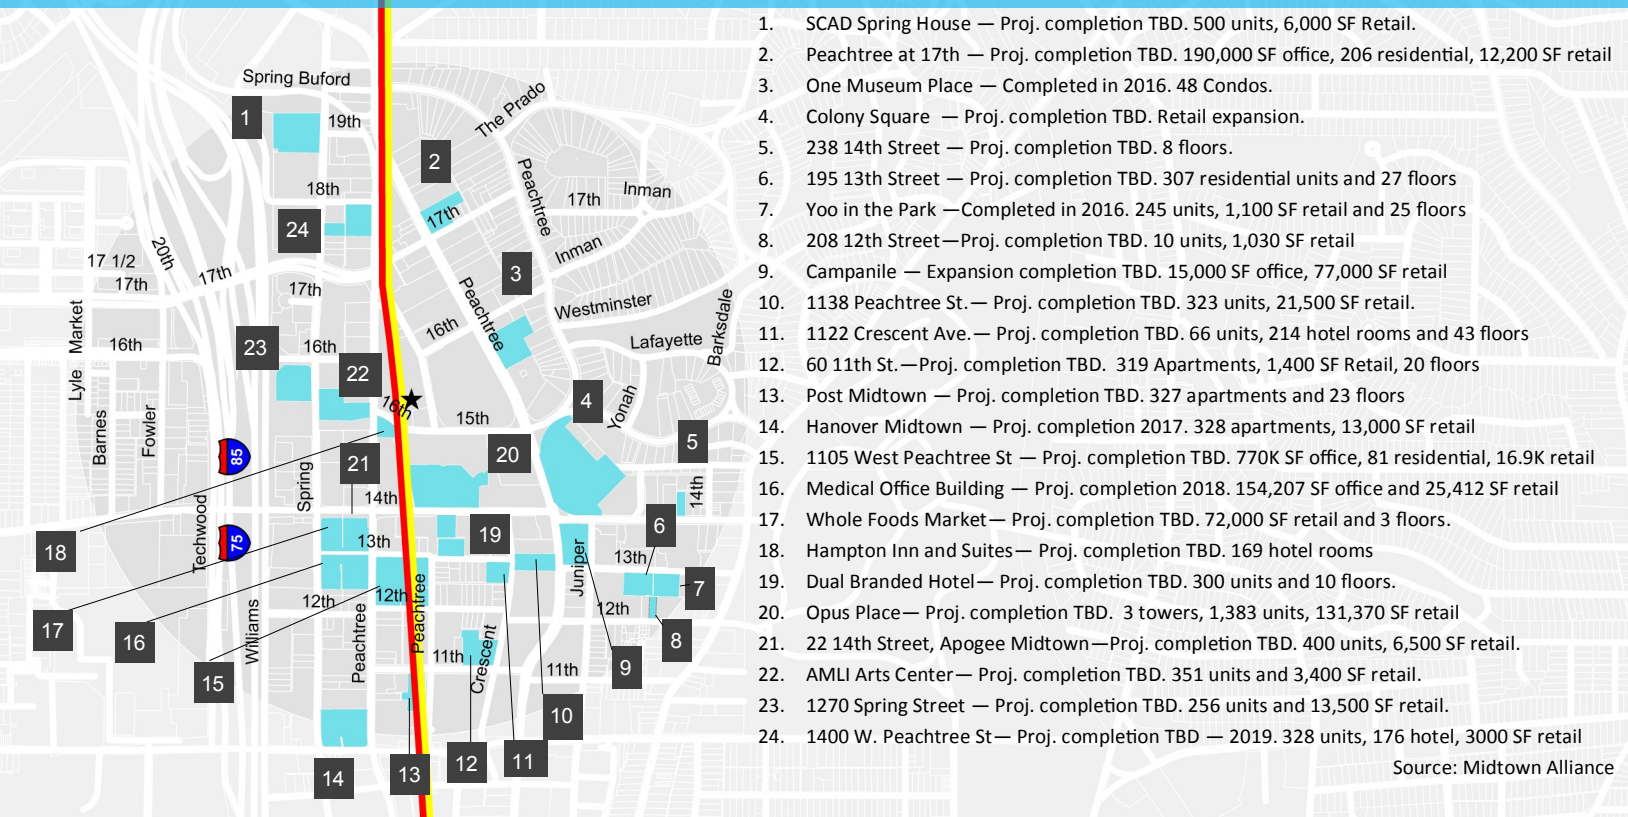 Spring Buford
1
19th
The Prado
2
18th
Peachtree
17th
Inman
17th
24
20th
Inman
17 1/2
17th
17th
17th
3
Peachtree
Westminster
Barksdale
Lyle Market
16th
16th
16th
Lafayette
23
22
16th
15th
4
Yonah
5
Barnes
Fowler
85
21
20
Spring
14th
14th
Techwood
75
18
13th
19
Juniper
6
13th
7
12th
12th
12th
17
16
Williams
Peachtree
Peachtree
11th
Crescent
11th
8
9
15
10
14
13
12
11
1. SCAD Spring House — Proj. completion TBD. 500 units, 6,000 SF Retail.
2. Peachtree at 17th — Proj. completion TBD. 190,000 SF office, 206 residential, 12,200 SF retail
3. One Museum Place — Completed in 2016. 48 Condos.
4. Colony Square — Proj. completion TBD. Retail expansion.
5. 238 14th Street — Proj. completion TBD. 8 floors.
6. 195 13th Street — Proj. completion TBD. 307 residential units and 27 floors
7. Yoo in the Park —Completed in 2016. 245 units, 1,100 SF retail and 25 floors
8. 208 12th Street—Proj. completion TBD. 10 units, 1,030 SF retail
9. Campanile — Expansion completion TBD. 15,000 SF office, 77,000 SF retail
10. 1138 Peachtree St.— Proj. completion TBD. 323 units, 21,500 SF retail.
11. 1122 Crescent Ave.— Proj. completion TBD. 66 units, 214 hotel rooms and 43 floors
12. 60 11th St.—Proj. completion TBD. 319 Apartments, 1,400 SF Retail, 20 floors
13. Post Midtown — Proj. completion TBD. 327 apartments and 23 floors
14. Hanover Midtown — Proj. completion 2017. 328 apartments, 13,000 SF retail
15. 1105 West Peachtree St — Proj. completion TBD. 770K SF office, 81 residential, 16.9K retail
16. Medical Office Building — Proj. completion 2018. 154,207 SF office and 25,412 SF retail
17. Whole Foods Market— Proj. completion TBD. 72,000 SF retail and 3 floors.
18. Hampton Inn and Suites— Proj. completion TBD. 169 hotel rooms
19. Dual Branded Hotel— Proj. completion TBD. 300 units and 10 floors.
20. Opus Place— Proj. completion TBD. 3 towers, 1,383 units, 131,370 SF retail
21. 22 14th Street, Apogee Midtown—Proj. completion TBD. 400 units, 6,500 SF retail.
22. AMLI Arts Center— Proj. completion TBD. 351 units and 3,400 SF retail.
23. 1270 Spring Street — Proj. completion TBD. 256 units and 13,500 SF retail.
24. 1400 W. Peachtree St— Proj. completion TBD — 2019. 328 units, 176 hotel, 3000 SF retail
Source: Midtown Alliance